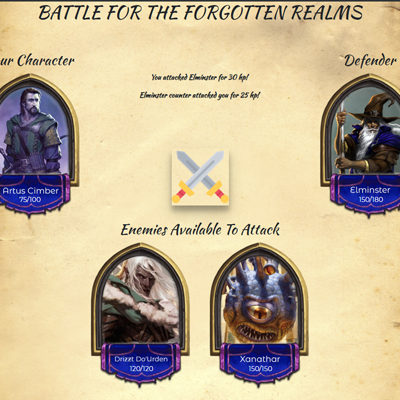 BATTLE FOR THE FORGOTTEN REALMS
ur Character
Defender
You attacked Elminster for 30 hp!
Elminster counter attacked you for 25 hp!
Artus Cimber
75/100
Elminster
150/180
Enemies Available To Attack
Drizzt Do'Urden
120/120
Xanathar
150/150